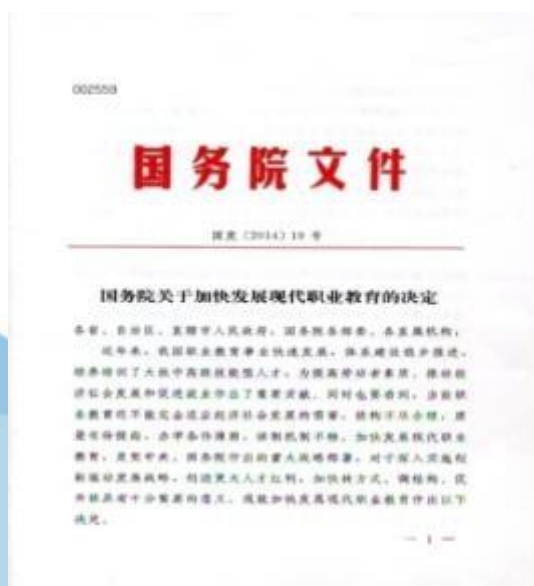 002559
国务院文件
国发〔2014〕19 号
国务院关于加快发展现代职业教育的决定
各省、自治区、直辖市人民政府，国务院各部委、各直属机构：
近年来，我国职业教育事业快速发展，体系建设稳步推进，
培养培训了大批中高级技能型人才，为提高劳动者素质、推动经
济社会发展和促进就业作出了重要贡献。同时也要看到，当前职
业教育还不能完全适应经济社会发展的需要，结构不尽合理，质
量有待提高，办学条件薄弱，体制机制不畅。加快发展现代职业
教育，是党中央、国务院作出的重大战略部署，对于深入实施创
新驱动发展战略，创造更大人才红利，加快转方式、调结构、促
升级具有十分重要的意义。现就加快发展现代职业教育作出以下
决定。
— 1 —